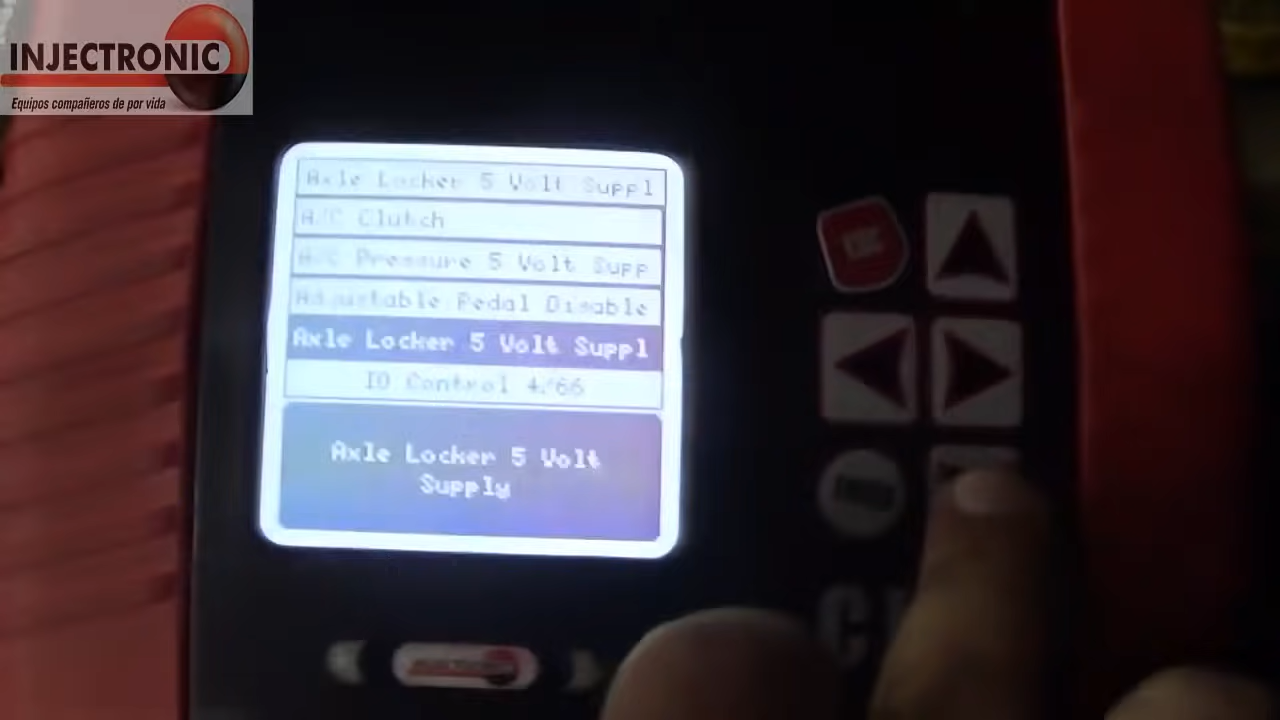 INJECTRONIC
Equipos compañeros de por vida
Axle Locker 5 Volt Suppl
A/C Clutch
A/C Pressure 5 Volt Supp
Adjustable Pedal Disable
Axle Locker 5 Volt Suppl
IO Control 4/66
Axle Locker 5 Volt
Supply